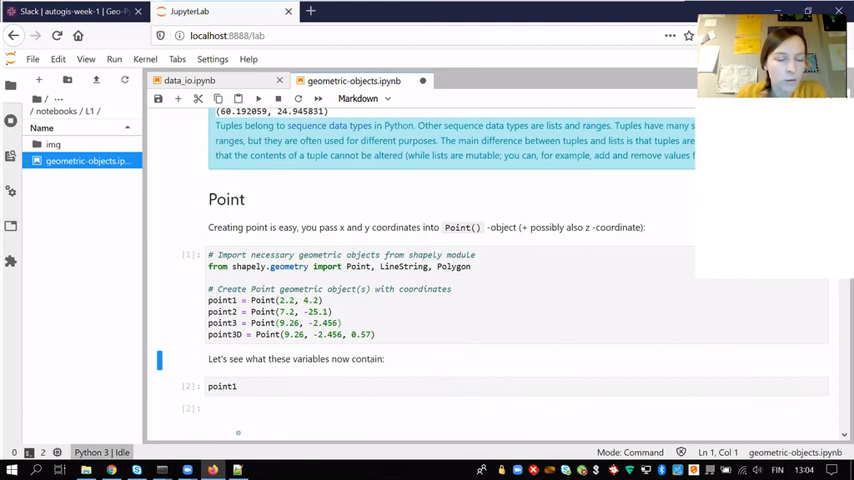 Slack | autogis-week-1 | Geo-P
JupyterLab
localhost:8888/lab
File Edit View Run Kernel Tabs Settings Help
data_io.ipynb
geometric-objects.ipynb
Markdown
/ notebooks / L1 /
Name
img
geometric-objects.ip...
(60.192059, 24.945831)
Tuples belong to sequence data types in Python. Other sequence data types are lists and ranges. Tuples have many s
ranges, but they are often used for different purposes. The main difference between tuples and lists is that tuples are
that the contents of a tuple cannot be altered (while lists are mutable; you can, for example, add and remove values f
Point
Creating point is easy, you pass x and y coordinates into Point() -object (+ possibly also z -coordinate):
[1]:
# Import necessary geometric objects from shapely module
from shapely.geometry import Point, LineString, Polygon
# Create Point geometric object(s) with coordinates
point1 = Point(2.2, 4.2)
point2 = Point(7.2, -25.1)
point3 = Point(9.26, -2.456)
point3D = Point(9.26, -2.456, 0.57)
Let's see what these variables now contain:
[2]: point1
[2]:
0 2 Python 3 | Idle Mode: Command Ln 1, Col 1 geometric-objects.ipynb
FIN 13:04